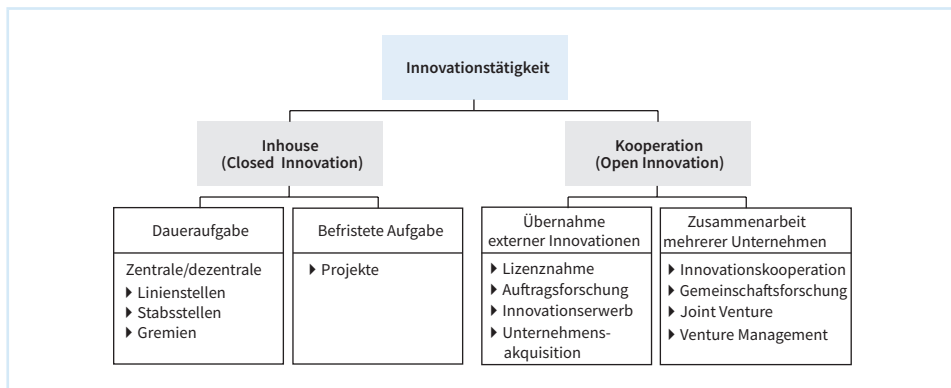 Innovationstätigkeit
Inhouse
(Closed Innovation)
Kooperation
(Open Innovation)
Daueraufgabe
Zentrale/dezentrale
▶ Linienstellen
▶ Stabsstellen
▶ Gremien
Befristete Aufgabe
▶ Projekte
Übernahme
externer Innovationen
▶ Lizenznahme
▶ Auftragsforschung
▶ Innovationserwerb
▶ Unternehmens-
akquisition
Zusammenarbeit
mehrerer Unternehmen
▶ Innovationskooperation
▶ Gemeinschaftsforschung
▶ Joint Venture
▶ Venture Management